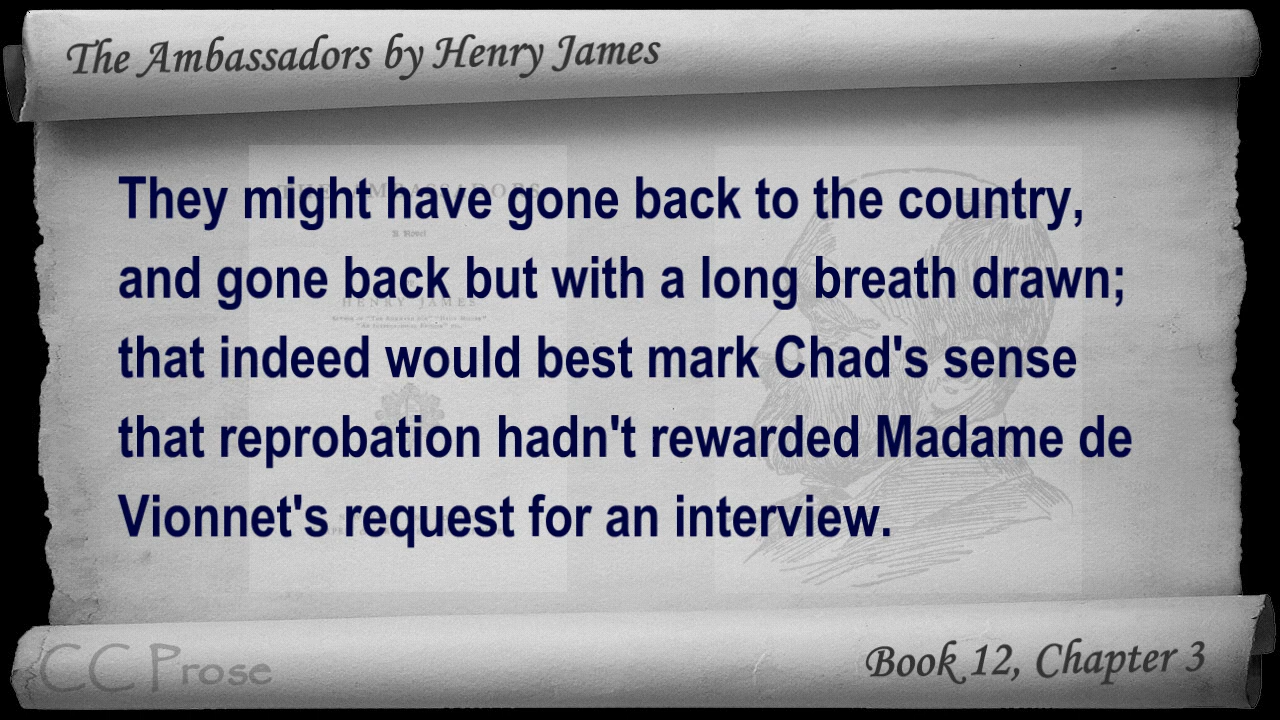 The Ambassadors by Henry James
They might have gone back to the country,
and gone back but with a long breath drawn;
that indeed would best mark Chad's sense
that reprobation hadn't rewarded Madame de
Vionnet's request for an interview.
CC Prose
Book 12, Chapter 3